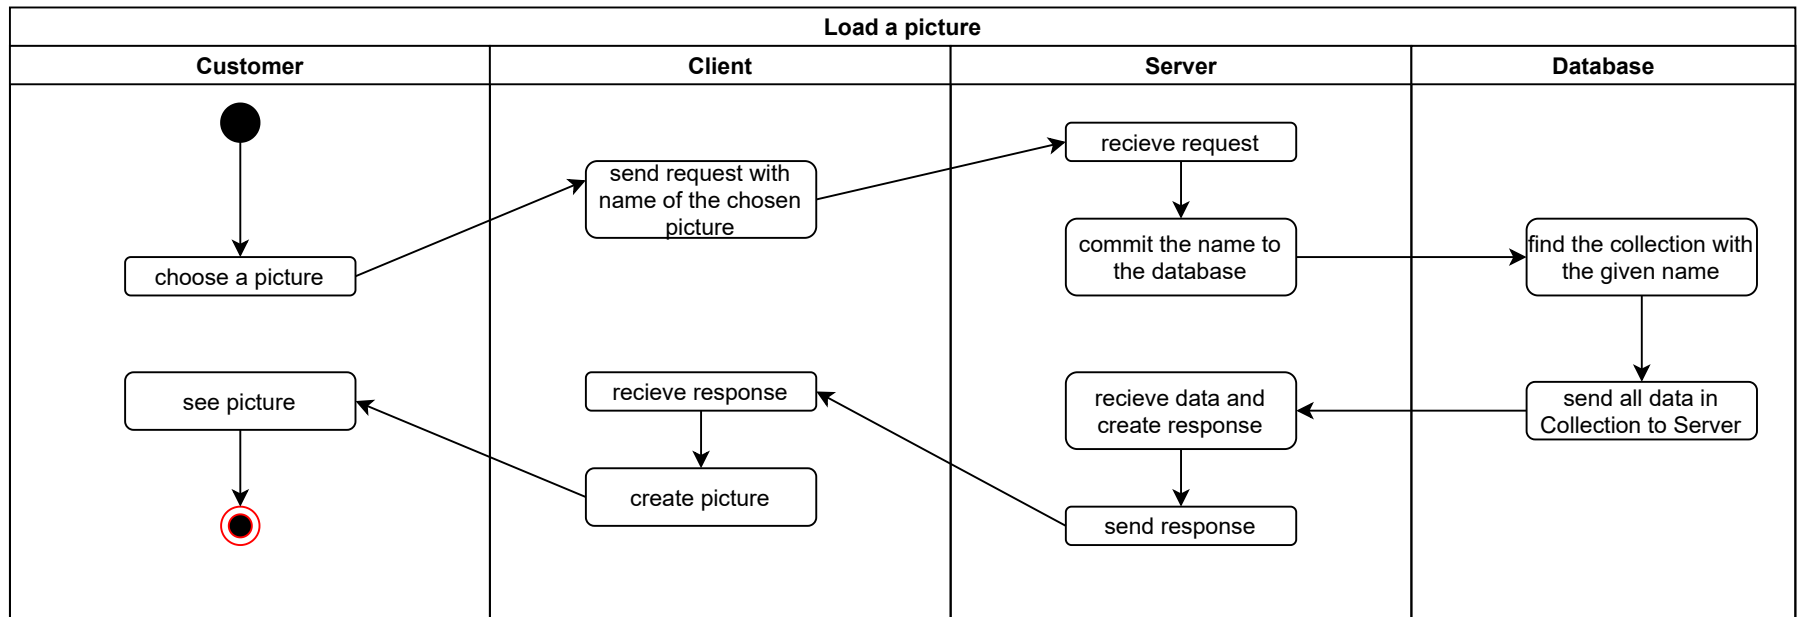 Load a picture
Customer
Client
Server
Database
choose a picture
send request with
name of the chosen
picture
recieve request
commit the name to
the database
find the collection with
the given name
send all data in
Collection to Server
recieve data and
create response
send response
recieve response
create picture
see picture